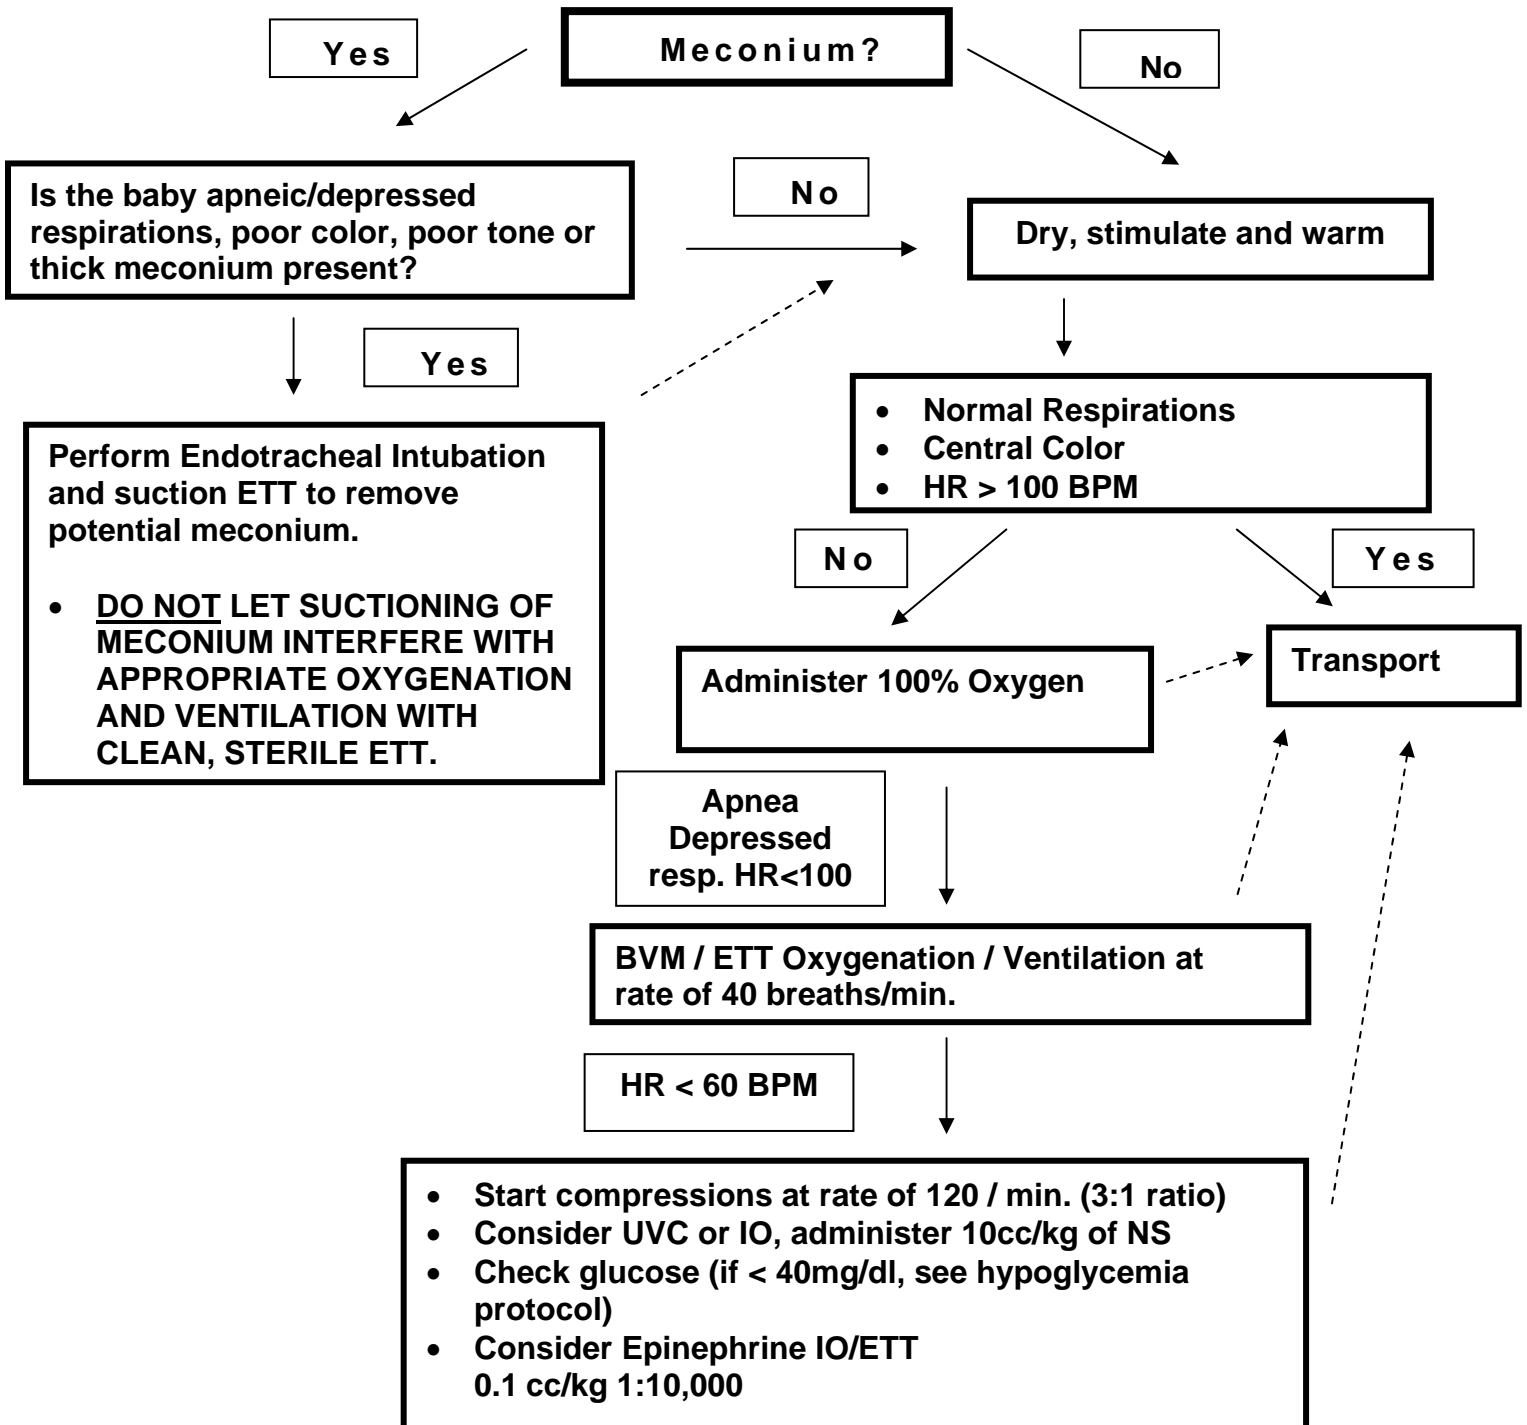 Meconium?
Yes
No
Is the baby apneic/depressed
respirations, poor color, poor tone or
thick meconium present?
No
Dry, stimulate and warm
Yes
• Normal Respirations
• Central Color
• HR > 100 BPM
Perform Endotracheal Intubation
and suction ETT to remove
potential meconium.
• DO NOT LET SUCTIONING OF
MECONIUM INTERFERE WITH
APPROPRIATE OXYGENATION
AND VENTILATION WITH
CLEAN, STERILE ETT.
No
Yes
Administer 100% Oxygen
Transport
Apnea
Depressed
resp. HR<100
BVM / ETT Oxygenation / Ventilation at
rate of 40 breaths/min.
HR < 60 BPM
• Start compressions at rate of 120 / min. (3:1 ratio)
• Consider UVC or IO, administer 10cc/kg of NS
• Check glucose (if < 40mg/dl, see hypoglycemia
protocol)
• Consider Epinephrine IO/ETT
0.1 cc/kg 1:10,000